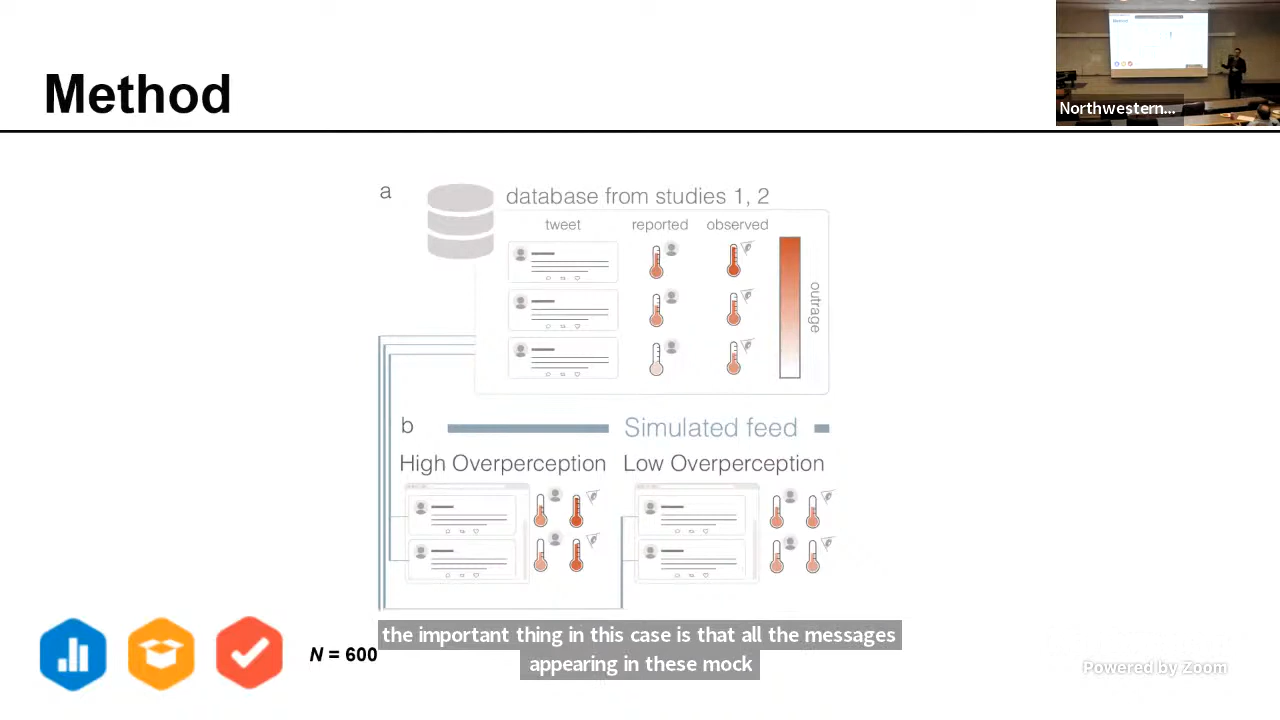 Method
Northwestern...
a
database from studies 1, 2
tweet
reported
observed
outrage
b
Simulated feed
High Overperception
Low Overperception
N = 600
the important thing in this case is that all the messages
appearing in these mock
Powered by Zoom